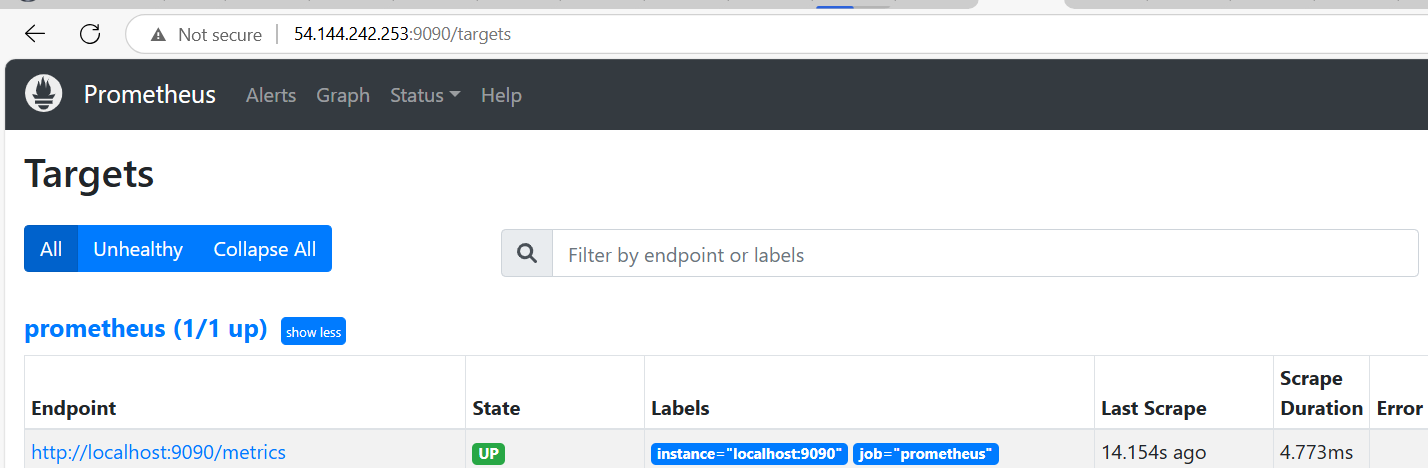 Not secure 54.144.242.253:9090/targets
Prometheus Alerts Graph Status Help
Targets
All Unhealthy Collapse All
Filter by endpoint or labels
prometheus (1/1 up) show less
Endpoint State Labels Last Scrape Scrape Duration Error
http://localhost:9090/metrics UP instance="localhost:9090" job="prometheus" 14.154s ago 4.773ms